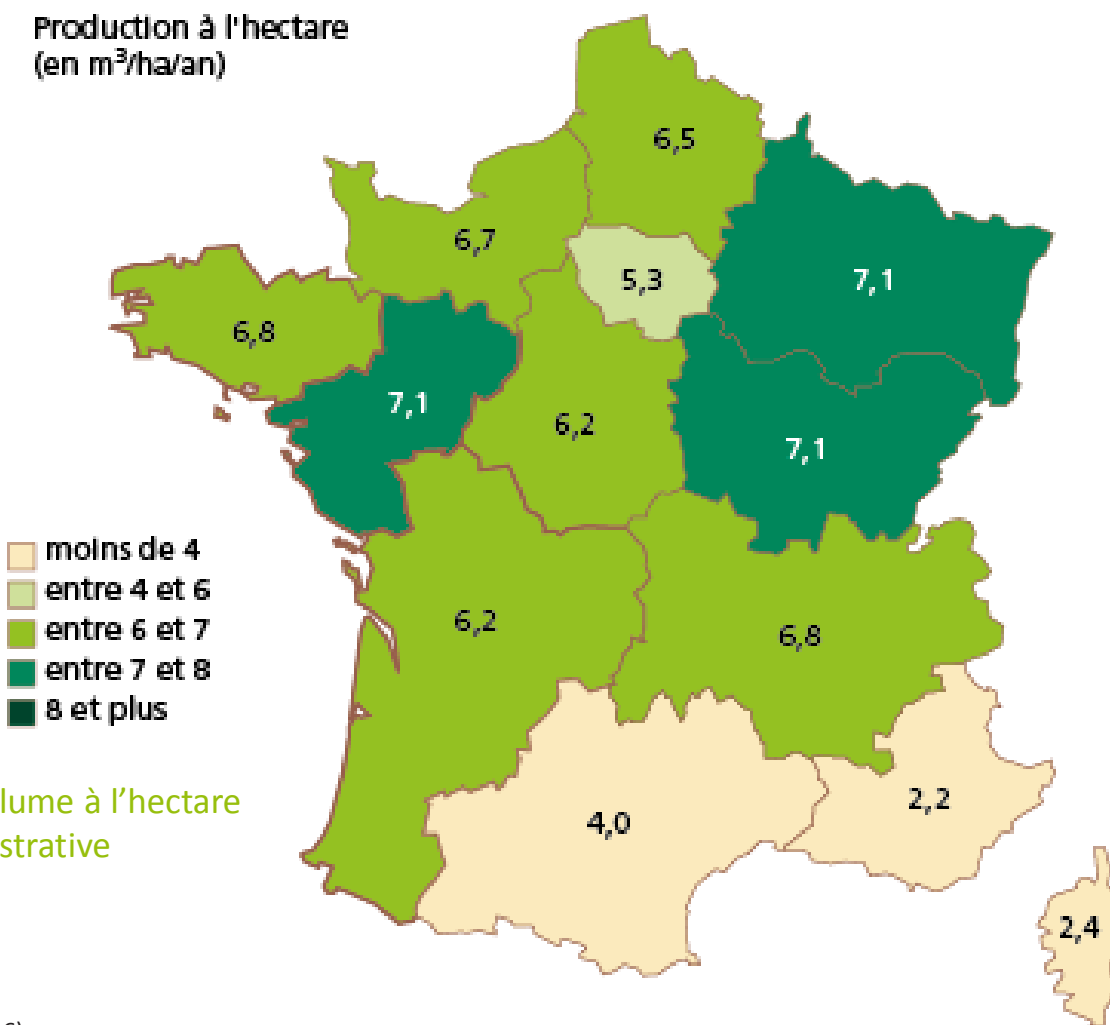 Production à l'hectare
(en m³/ha/an)
6,5
6,7
5,3
7,1
6,8
7,1
6,2
7,1
moins de 4
entre 4 et 6
entre 6 et 7
entre 7 et 8
8 et plus
6,2
6,8
lume à l’hectare
strative
4,0
2,2
2,4